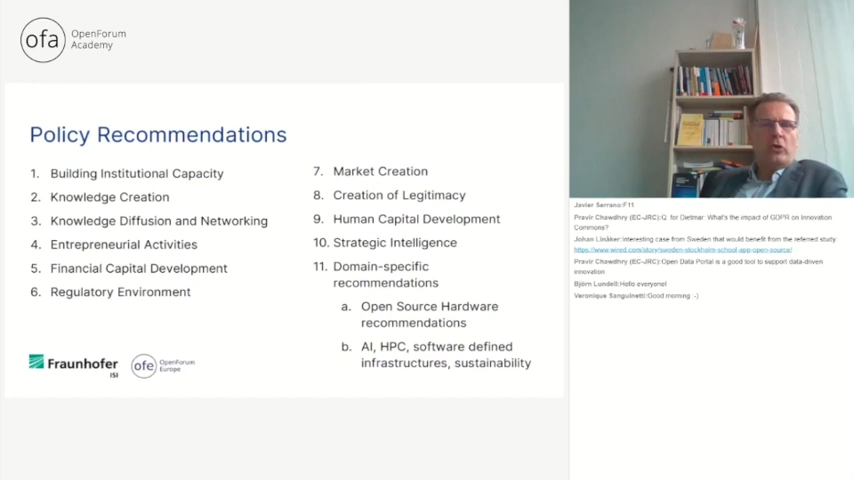 ofa
OpenForum
Academy
Policy Recommendations
1. Building Institutional Capacity
2. Knowledge Creation
3. Knowledge Diffusion and Networking
4. Entrepreneurial Activities
5. Financial Capital Development
6. Regulatory Environment
7. Market Creation
8. Creation of Legitimacy
9. Human Capital Development
10. Strategic Intelligence
11. Domain-specific
recommendations
a. Open Source Hardware
recommendations
b. AI, HPC, software defined
infrastructures, sustainability
Fraunhofer
ISI
ofe
OpenForum
Europe
Javier Serrano:F11
Pravir Chawdhry (EC-JRC):Q. for Dietmar: What's the impact of GDPR on Innovation
Commons?
Johan Linåker:Interesting case from Sweden that would benefit from the referred study:
https://www.wired.com/story/sweden-stockholm-school-app-open-source/
Pravir Chawdhry (EC-JRC):Open Data Portal is a good tool to support data-driven
innovation
Björn Lundell:Hello everyone!
Veronique Sanguinetti:Good morning :-)